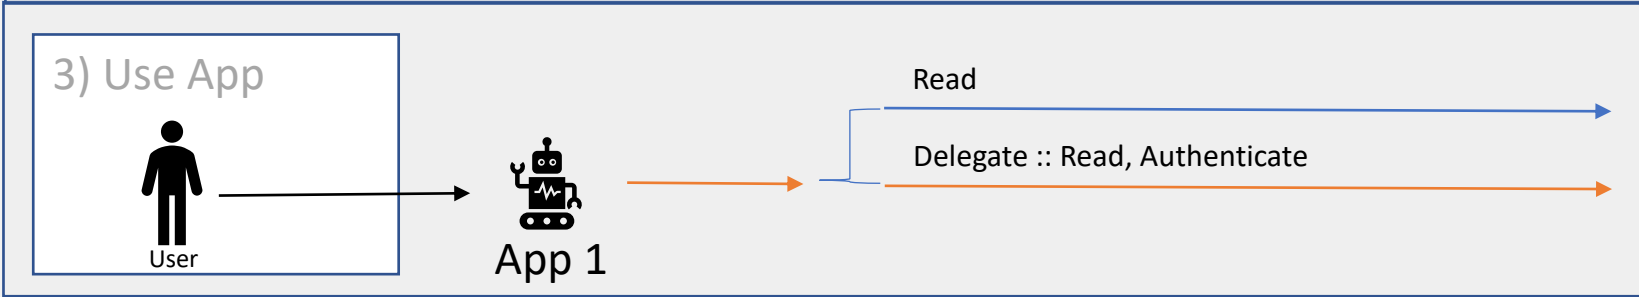 3) Use App
User
App 1
Read
Delegate :: Read, Authenticate